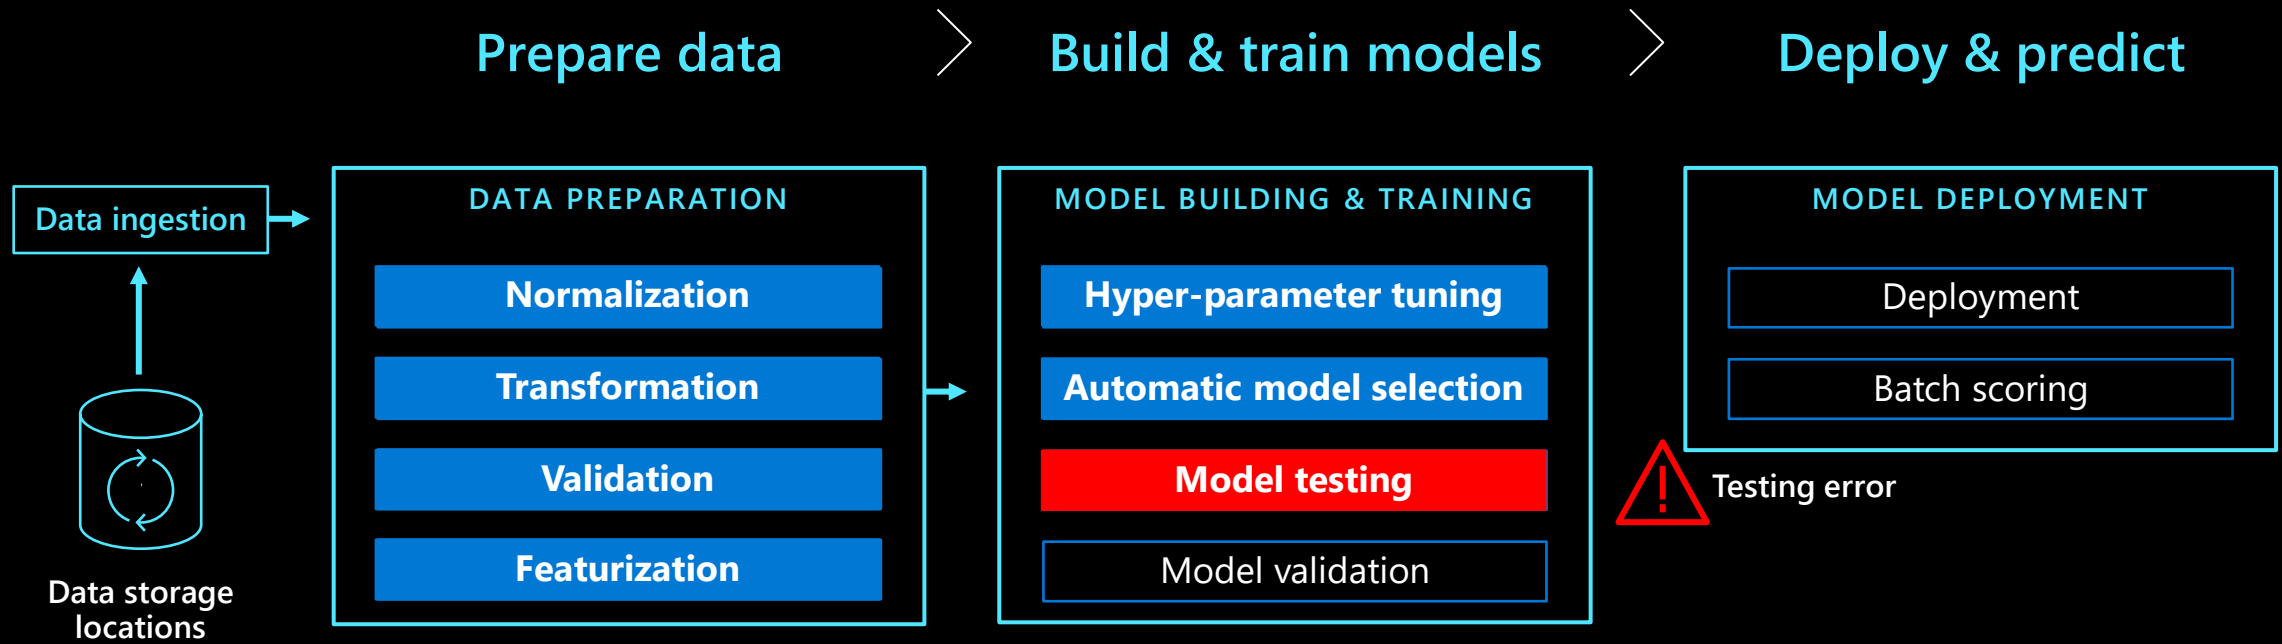 Prepare data
Build & train models
Deploy & predict
Data ingestion
Data storage
locations
DATA PREPARATION
Normalization
Transformation
Validation
Featurization
MODEL BUILDING & TRAINING
Hyper-parameter tuning
Automatic model selection
Model testing
Model validation
Testing error
MODEL DEPLOYMENT
Deployment
Batch scoring